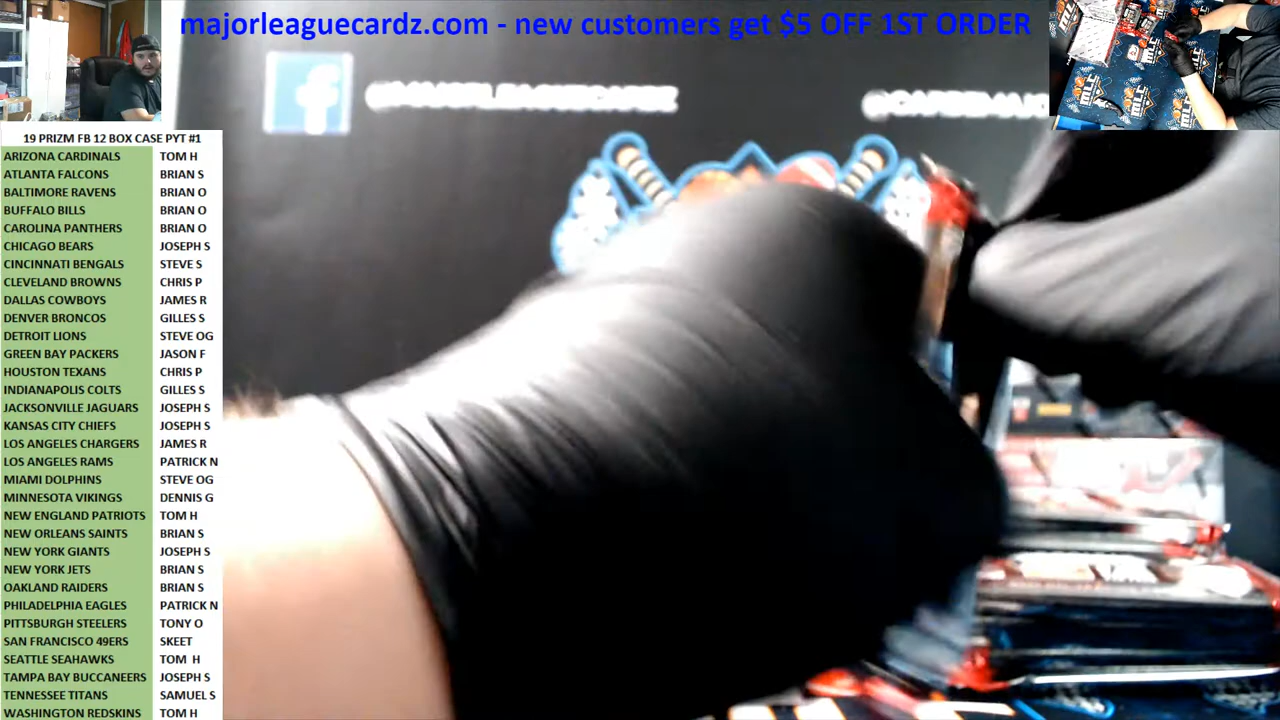 majorleaguecardz.com - new customers get $5 OFF 1ST ORDER
@MAJORLEAGUECARDZ
19 PRIZM FB 12 BOX CASE PYT #1
ARIZONA CARDINALS TOM H
ATLANTA FALCONS BRIAN S
BALTIMORE RAVENS BRIAN O
BUFFALO BILLS BRIAN O
CAROLINA PANTHERS BRIAN O
CHICAGO BEARS JOSEPH S
CINCINNATI BENGALS STEVE S
CLEVELAND BROWNS CHRIS P
DALLAS COWBOYS JAMES R
DENVER BRONCOS GILLES S
DETROIT LIONS STEVE OG
GREEN BAY PACKERS JASON F
HOUSTON TEXANS CHRIS P
INDIANAPOLIS COLTS GILLES S
JACKSONVILLE JAGUARS JOSEPH S
KANSAS CITY CHIEFS JOSEPH S
LOS ANGELES CHARGERS JAMES R
LOS ANGELES RAMS PATRICK N
MIAMI DOLPHINS STEVE OG
MINNESOTA VIKINGS DENNIS G
NEW ENGLAND PATRIOTS TOM H
NEW ORLEANS SAINTS BRIAN S
NEW YORK GIANTS JOSEPH S
NEW YORK JETS BRIAN S
OAKLAND RAIDERS BRIAN S
PHILADELPHIA EAGLES PATRICK N
PITTSBURGH STEELERS TONY O
SAN FRANCISCO 49ERS SKEET
SEATTLE SEAHAWKS TOM H
TAMPA BAY BUCCANEERS JOSEPH S
TENNESSEE TITANS SAMUEL S
WASHINGTON REDSKINS TOM H